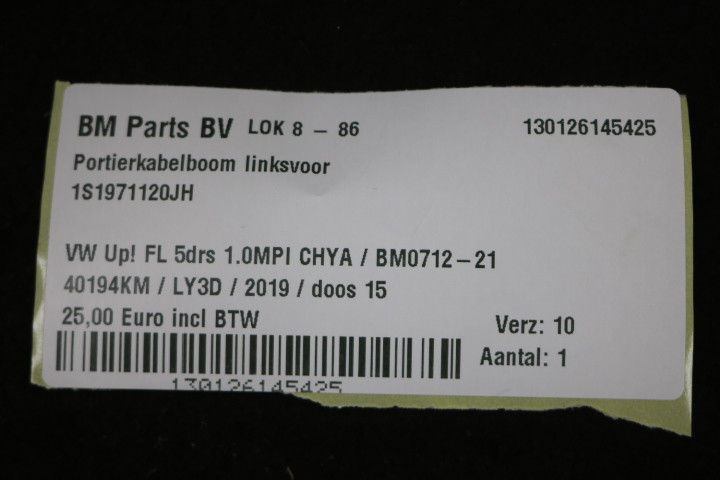 BM Parts BV LOK 8 – 86 130126145425
Portierkabelboom linksvoor
1S1971120JH
VW Up! FL 5drs 1.0MPI CHYA / BM0712-21
40194KM / LY3D / 2019 / doos 15
25,00 Euro incl BTW Verz: 10
Aantal: 1
130126145425